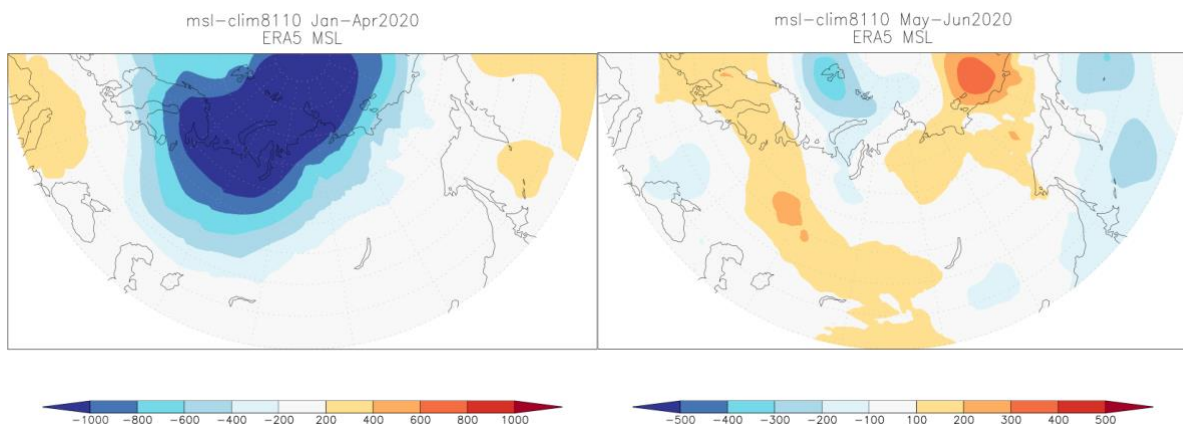 msl-clim8110 Jan-Apr2020
ERA5 MSL
msl-clim8110 May-Jun2020
ERA5 MSL
-1000 -800 -600 -400 -200 200 400 600 800 1000
-500 -400 -300 -200 -100 100 200 300 400 500